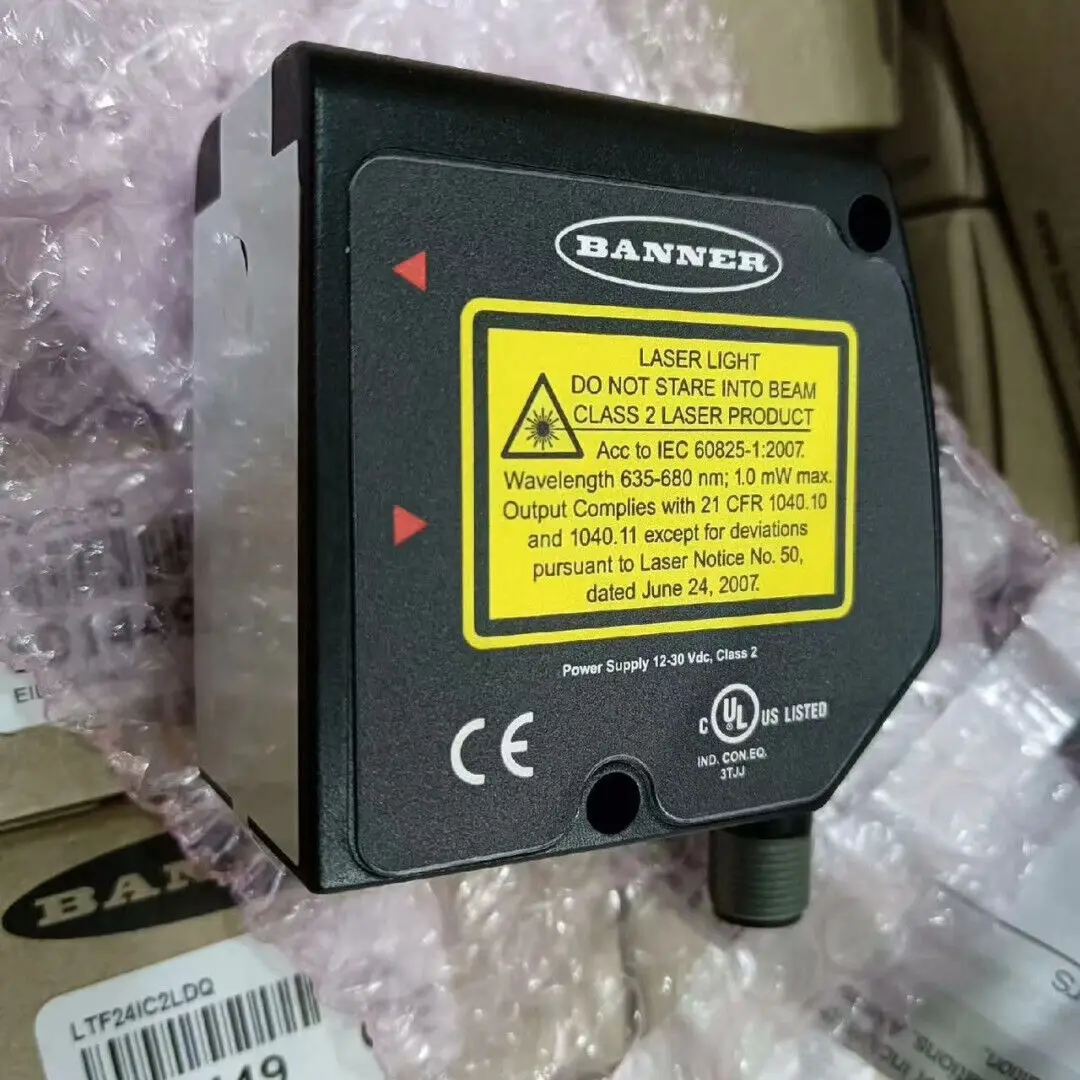 BANNER
LASER LIGHT
DO NOT STARE INTO BEAM
CLASS 2 LASER PRODUCT
Acc to IEC 60825-1:2007.
Wavelength 635-680 nm; 1.0 mW max.
Output Complies with 21 CFR 1040.10
and 1040.11 except for deviations
pursuant to Laser Notice No. 50,
dated June 24, 2007.
Power Supply 12-30 Vdc, Class 2
CE
C UL US LISTED
IND. CON.EQ.
3TJJ
BAN
LTF24IC2LDQ
49